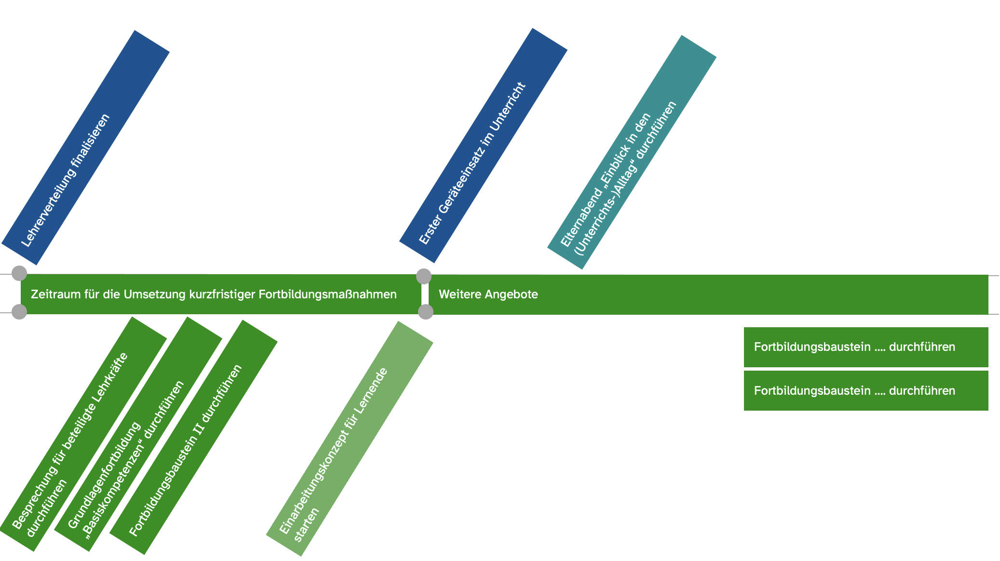 Lehrerverteilung finalisieren
Erster Geräteeinsatz im Unterricht
Elternabend „Einblick in den
(Unterrichts-)Alltag“ durchführen
Zeitraum für die Umsetzung kurzfristiger Fortbildungsmaßnahmen
Weitere Angebote
Besprechung für beteiligte Lehrkräfte
durchführen
Grundlagenfortbildung
„Basiskompetenzen“ durchführen
Fortbildungsbaustein II durchführen
Einarbeitungskonzept für Lernende
starten
Fortbildungsbaustein .... durchführen
Fortbildungsbaustein .... durchführen